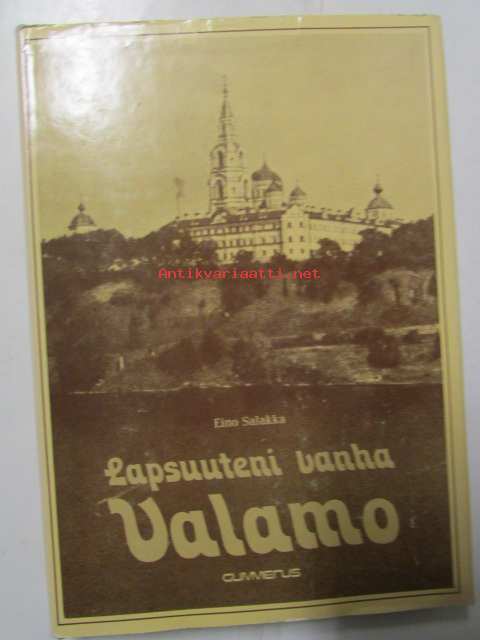 Antikvariaatti.net
Eino Salakka
Lapsuuteni vanha
Valamo
GUMMERUS